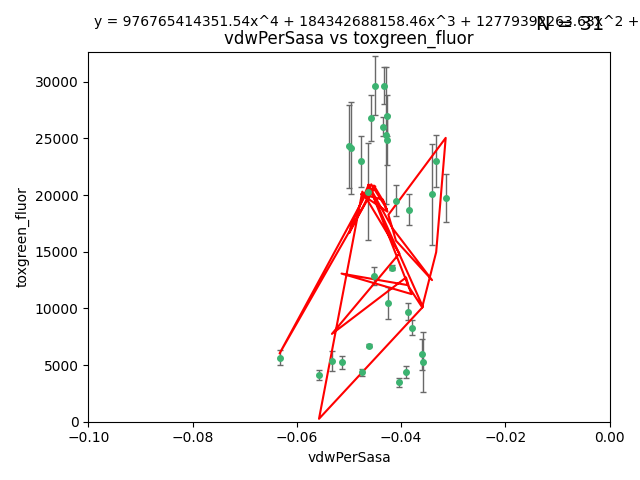 y = 976765414351.54x^4 + 184342688158.46x^3 + 12779392263.68x^2 +
N = 31
vdwPerSasa vs toxgreen_fluor
30000
25000
20000
15000
10000
5000
0
toxgreen_fluor
−0.10 −0.08 −0.06 −0.04 −0.02 0.00
vdwPerSasa